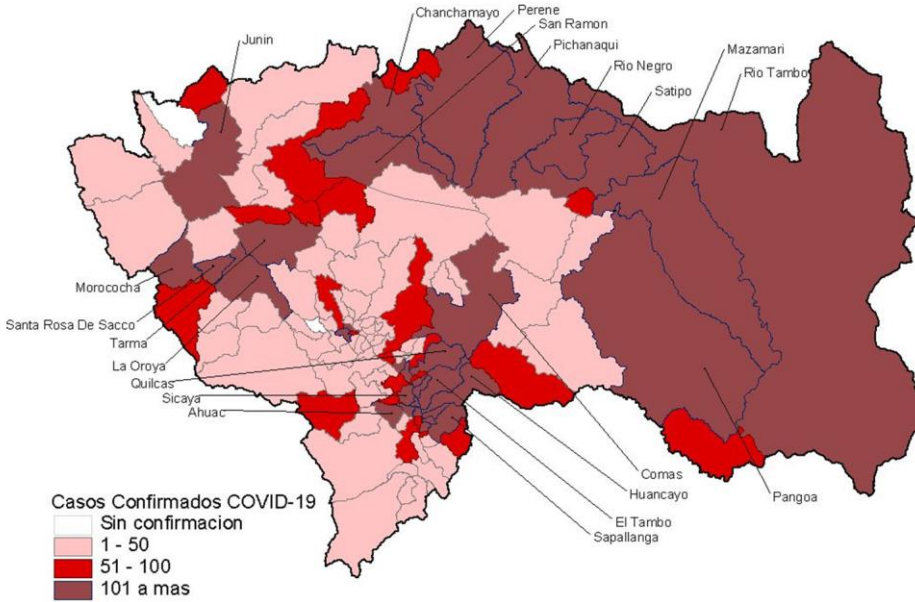 Perene
Chanchamayo
San Ramon
Junin
Pichanaqui
Mazamari
Rio Negro
Rio Tambo
Satipo
Morococha
Santa Rosa De Sacco
Tarma
La Oroya
Quilcas
Sicaya
Ahuac
Comas
Huancayo
Pangoa
El Tambo
Sapallanga
Casos Confirmados COVID-19
Sin confirmacion
1 - 50
51 - 100
101 a mas